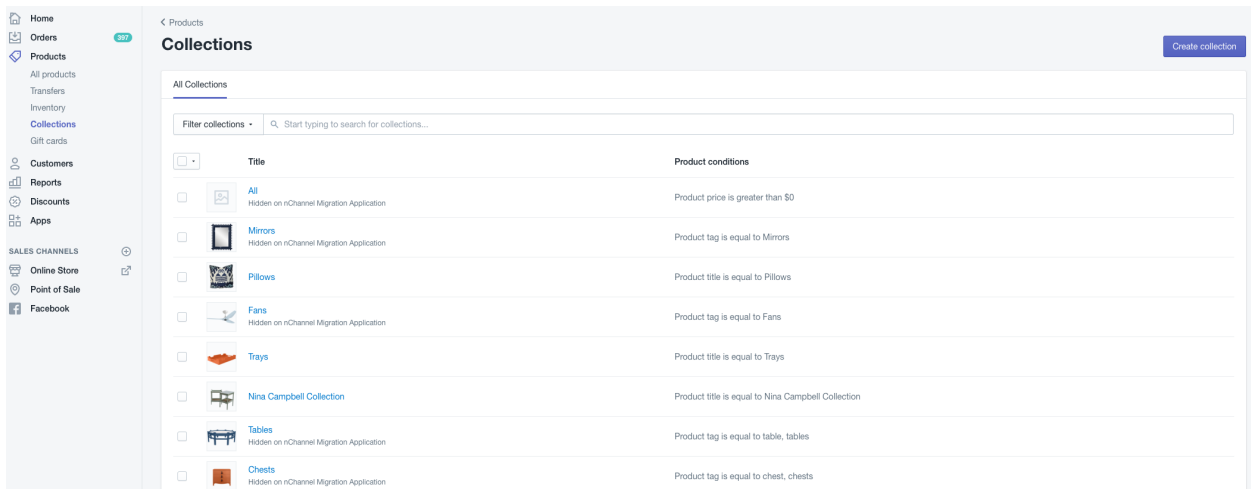 Home
Orders 397
Products
All products
Transfers
Inventory
Collections
Gift cards
Customers
Reports
Discounts
Apps
SALES CHANNELS
Online Store
Point of Sale
Facebook
Products
Collections
Create collection
All Collections
Filter collections Start typing to search for collections...
Title Product conditions
All
Hidden on nChannel Migration Application
Product price is greater than $0
Mirrors
Hidden on nChannel Migration Application
Product tag is equal to Mirrors
Pillows
Product title is equal to Pillows
Fans
Hidden on nChannel Migration Application
Product tag is equal to Fans
Trays
Product title is equal to Trays
Nina Campbell Collection
Product title is equal to Nina Campbell Collection
Tables
Hidden on nChannel Migration Application
Product tag is equal to table, tables
Chests
Hidden on nChannel Migration Application
Product tag is equal to chest, chests